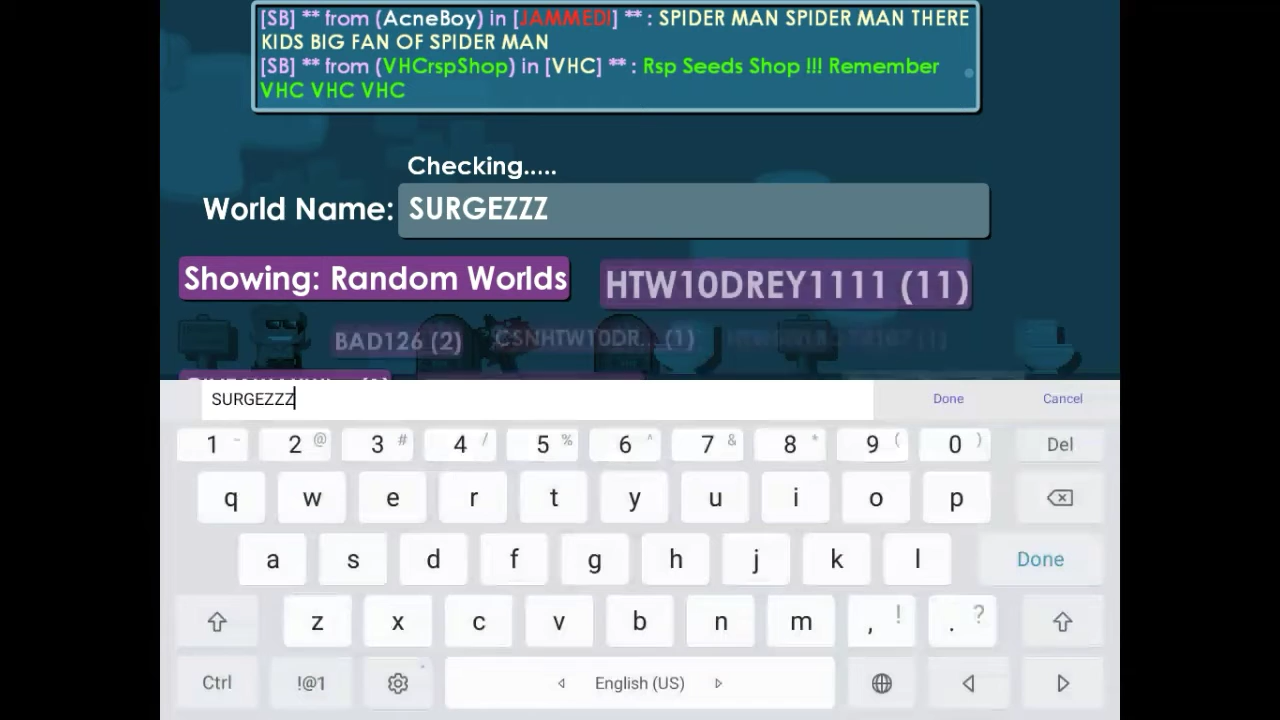 [SB] ** from (AcneBoy) in [JAMMED!] ** : SPIDER MAN SPIDER MAN THERE
KIDS BIG FAN OF SPIDER MAN
[SB] ** from (VHCrspShop) in [VHC] ** : Rsp Seeds Shop !!! Remember
VHC VHC VHC
Checking.....
World Name: SURGEZZZ
Showing: Random Worlds HTW10DREY1111 (11)
BAD126 (2) CSNHTW10DR... (1)
SURGEZZZ Done Cancel
1 ~ 2 @ 3 # 4 / 5 % 6 ^ 7 & 8 * 9 ( 0 ) Del
q w e r t y u i o p
a s d f g h j k l Done
z x c v b n m , ! . ?
Ctrl !@1 English (US)